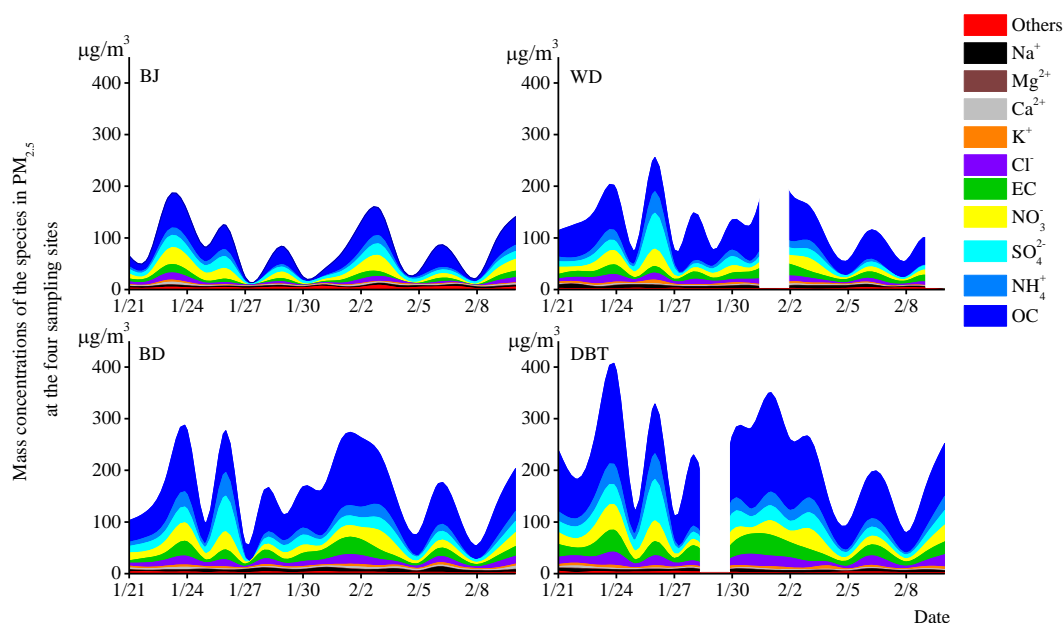 Mass concentrations of the species in PM2.5
at the four sampling sites
μg/m³
BJ
400
300
200
100
0
1/21 1/24 1/27 1/30 2/2 2/5 2/8
μg/m³
WD
400
300
200
100
0
1/21 1/24 1/27 1/30 2/2 2/5 2/8
μg/m³
BD
400
300
200
100
0
1/21 1/24 1/27 1/30 2/2 2/5 2/8
μg/m³
DBT
400
300
200
100
0
1/21 1/24 1/27 1/30 2/2 2/5 2/8
Date
Others
Na⁺
Mg²⁺
Ca²⁺
K⁺
Cl⁻
EC
NO₃⁻
SO₄²⁻
NH₄⁺
OC